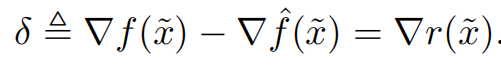 δ ≜ ∇f(x̃) − ∇f̂(x̃) = ∇r(x̃).